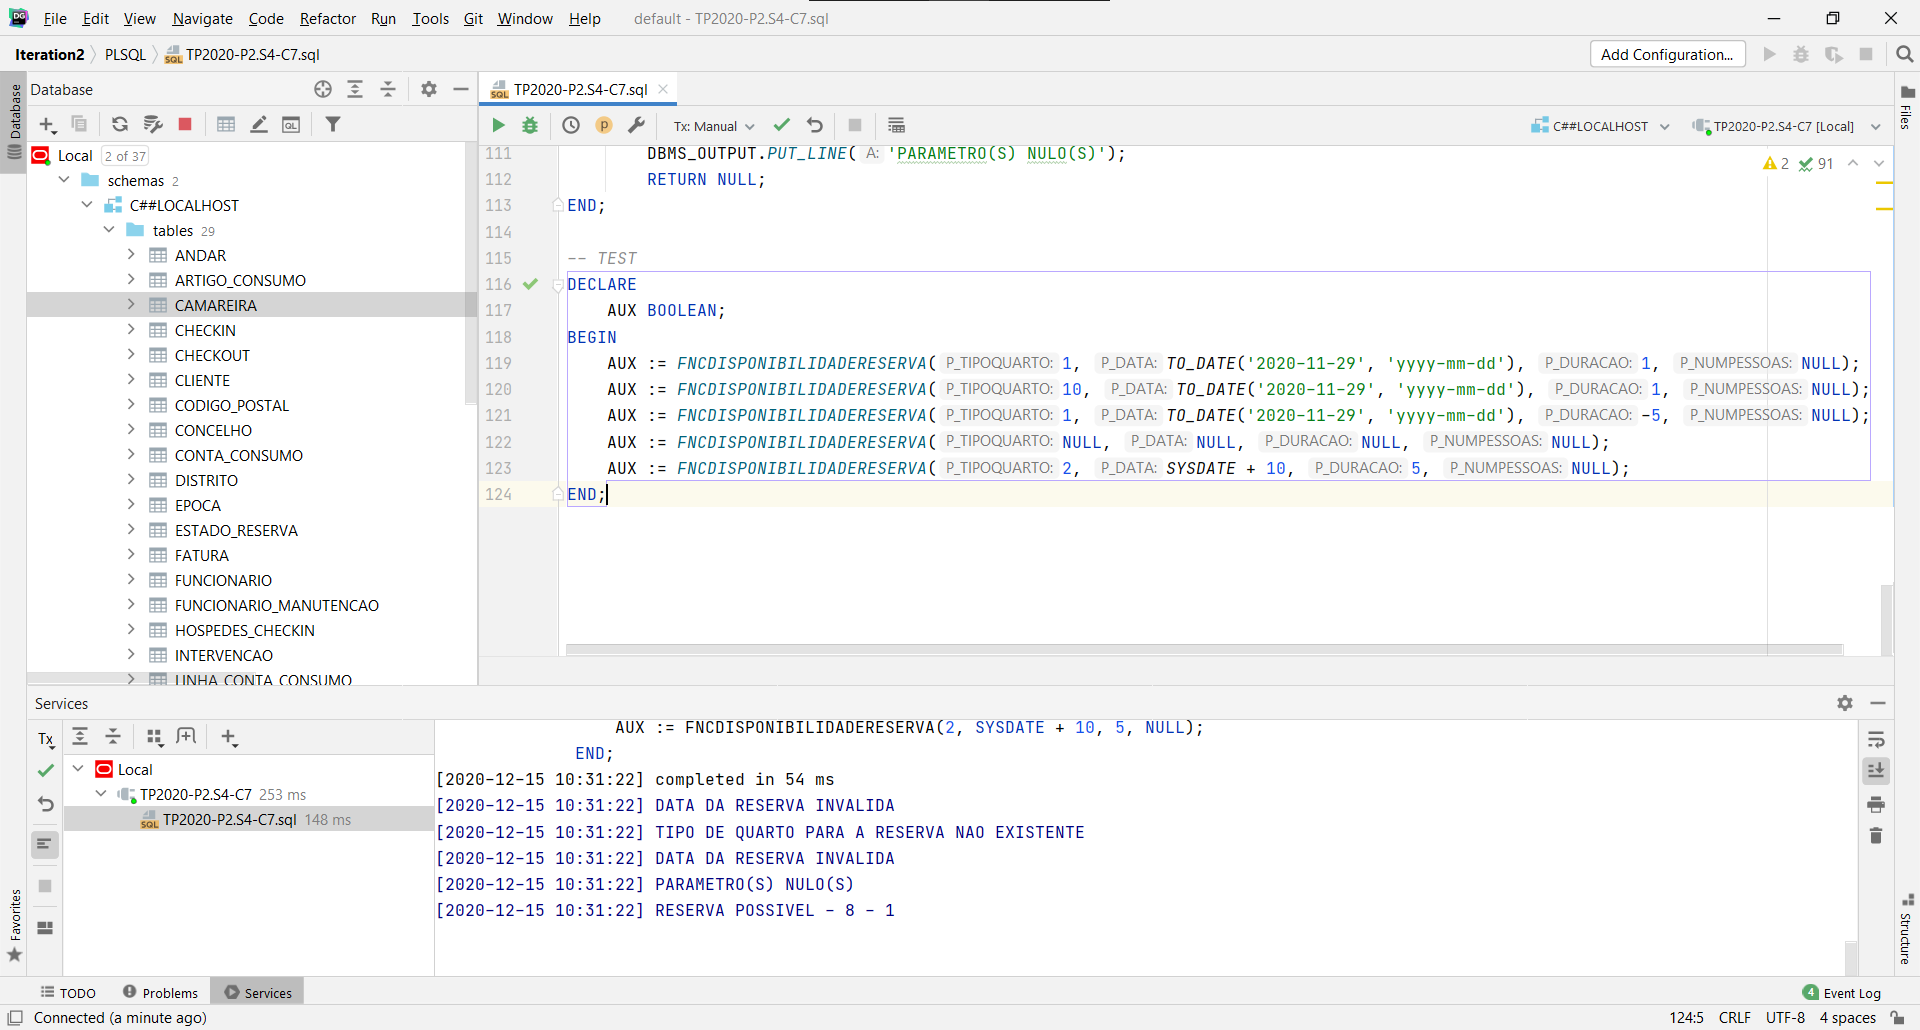 DG File Edit View Navigate Code Refactor Run Tools Git Window Help default - TP2020-P2.S4-C7.sql
Iteration2 PLSQL SQL TP2020-P2.S4-C7.sql Add Configuration...
Database
Database
Files
SQL TP2020-P2.S4-C7.sql
QL
p Tx: Manual C##LOCALHOST TP2020-P2.S4-C7 [Local]
Local 2 of 37
schemas 2
C##LOCALHOST
tables 29
ANDAR
ARTIGO_CONSUMO
CAMAREIRA
CHECKIN
CHECKOUT
CLIENTE
CODIGO_POSTAL
CONCELHO
CONTA_CONSUMO
DISTRITO
EPOCA
ESTADO_RESERVA
FATURA
FUNCIONARIO
FUNCIONARIO_MANUTENCAO
HOSPEDES_CHECKIN
INTERVENCAO
LINHA_CONTA_CONSUMO
2 91
111 DBMS_OUTPUT.PUT_LINE( A: 'PARAMETRO(S) NULO(S)');
112 RETURN NULL;
113 END;
114
115 -- TEST
116 DECLARE
117 AUX BOOLEAN;
118 BEGIN
119 AUX := FNCDISPONIBILIDADERESERVA( P_TIPOQUARTO: 1, P_DATA: TO_DATE('2020-11-29', 'yyyy-mm-dd'), P_DURACAO: 1, P_NUMPESSOAS: NULL);
120 AUX := FNCDISPONIBILIDADERESERVA( P_TIPOQUARTO: 10, P_DATA: TO_DATE('2020-11-29', 'yyyy-mm-dd'), P_DURACAO: 1, P_NUMPESSOAS: NULL);
121 AUX := FNCDISPONIBILIDADERESERVA( P_TIPOQUARTO: 1, P_DATA: TO_DATE('2020-11-29', 'yyyy-mm-dd'), P_DURACAO: -5, P_NUMPESSOAS: NULL);
122 AUX := FNCDISPONIBILIDADERESERVA( P_TIPOQUARTO: NULL, P_DATA: NULL, P_DURACAO: NULL, P_NUMPESSOAS: NULL);
123 AUX := FNCDISPONIBILIDADERESERVA( P_TIPOQUARTO: 2, P_DATA: SYSDATE + 10, P_DURACAO: 5, P_NUMPESSOAS: NULL);
124 END;
Services
Tx
Local
TP2020-P2.S4-C7 253 ms
SQL TP2020-P2.S4-C7.sql 148 ms
AUX := FNCDISPONIBILIDADERESERVA(2, SYSDATE + 10, 5, NULL);
END;
[2020-12-15 10:31:22] completed in 54 ms
[2020-12-15 10:31:22] DATA DA RESERVA INVALIDA
[2020-12-15 10:31:22] TIPO DE QUARTO PARA A RESERVA NAO EXISTENTE
[2020-12-15 10:31:22] DATA DA RESERVA INVALIDA
[2020-12-15 10:31:22] PARAMETRO(S) NULO(S)
[2020-12-15 10:31:22] RESERVA POSSIVEL - 8 - 1
Favorites
Structure
TODO Problems Services 4 Event Log
Connected (a minute ago) 124:5 CRLF UTF-8 4 spaces